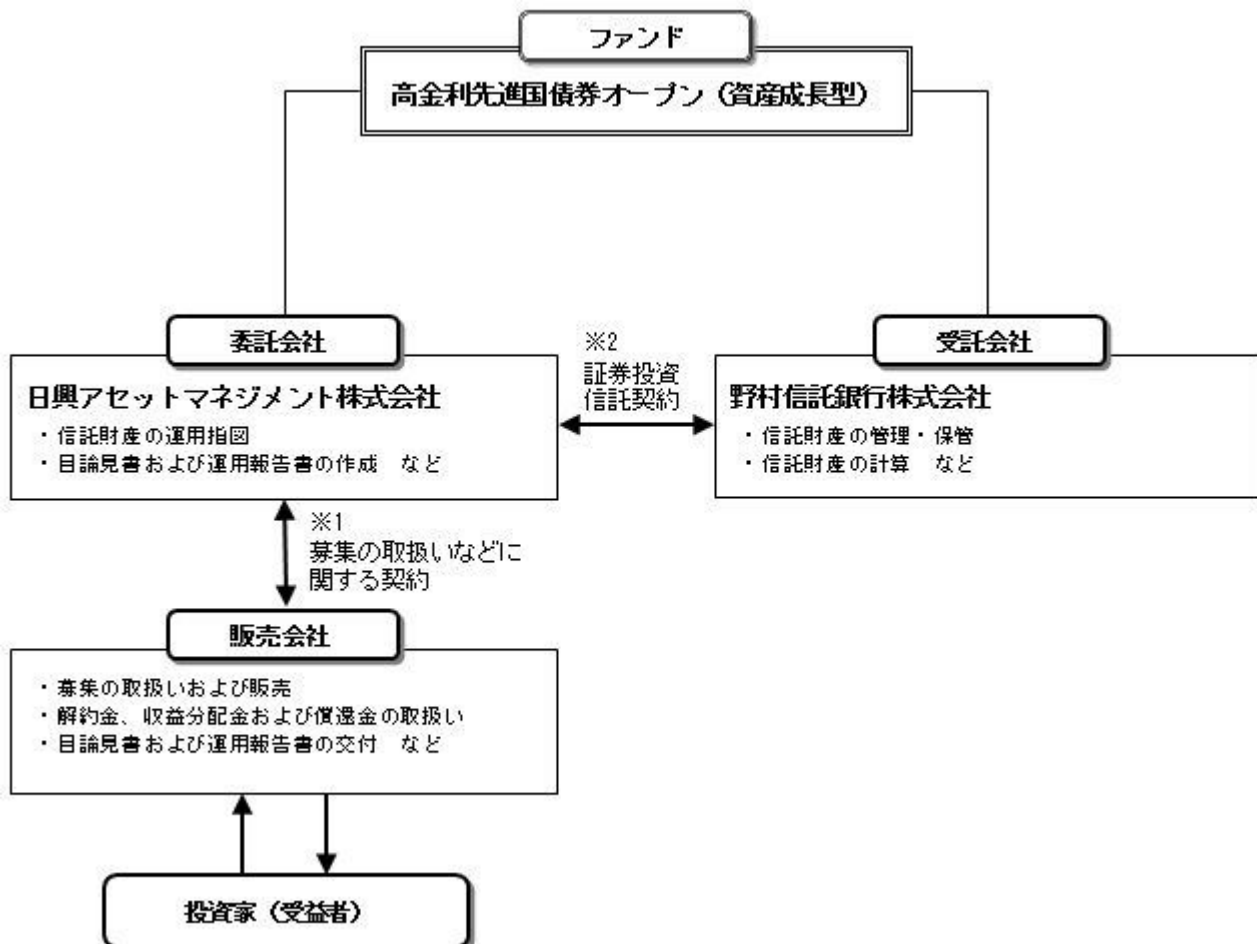 ファンド
高金利先進国債券オープン（資産成長型）
委託会社
日興アセットマネジメント株式会社
・信託財産の運用指図
・目論見書および運用報告書の作成　など
※2
証券投資
信託契約
受託会社
野村信託銀行株式会社
・信託財産の管理・保管
・信託財産の計算　など
※1
募集の取扱いなどに
関する契約
販売会社
・募集の取扱いおよび販売
・解約金、収益分配金および償還金の取扱い
・目論見書および運用報告書の交付　など
投資家（受益者）